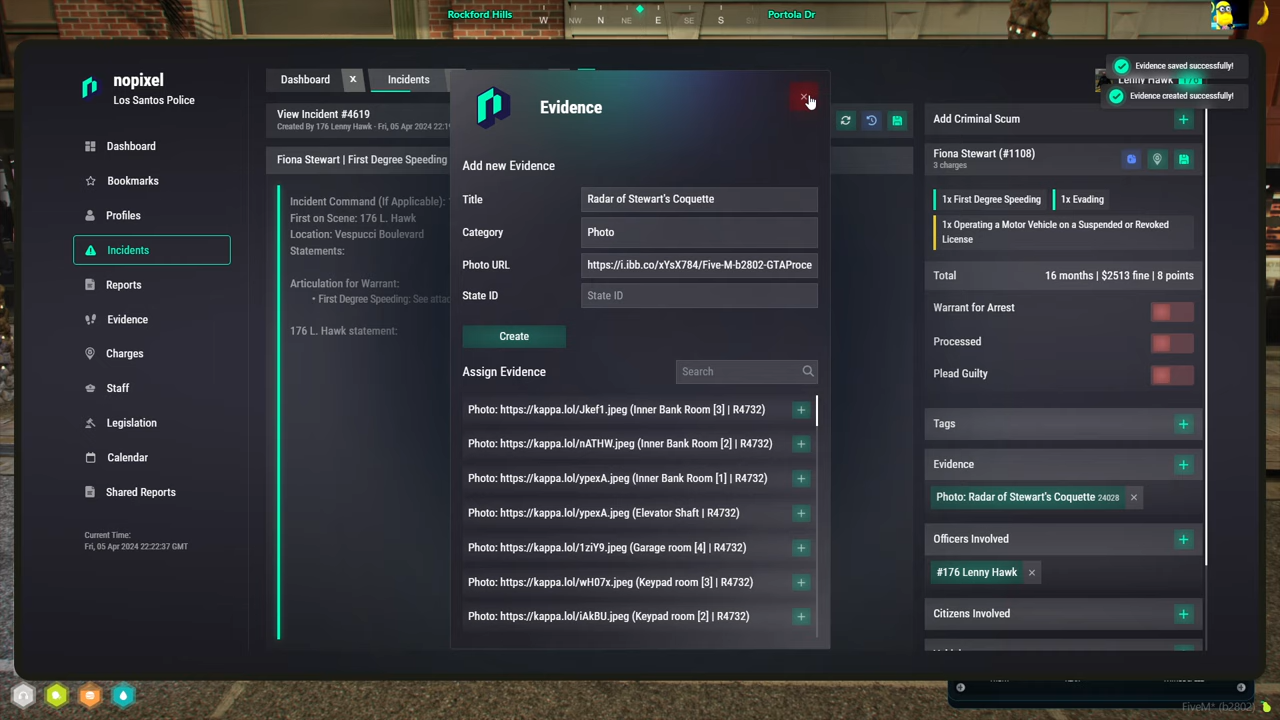 Rockford Hills
W NW N NE E SE S
Portola Dr
nopixel
Los Santos Police
Dashboard
Bookmarks
Profiles
Incidents
Reports
Evidence
Charges
Staff
Legislation
Calendar
Shared Reports
Current Time:
Fri, 05 Apr 2024 22:22:37 GMT
Dashboard X
Incidents
View Incident #4619
Created By 176 Lenny Hawk - Fri, 05 Apr 2024 22:1
Fiona Stewart | First Degree Speeding
Incident Command (If Applicable):
First on Scene: 176 L. Hawk
Location: Vespucci Boulevard
Statements:
Articulation for Warrant:
• First Degree Speeding: See attac
176 L. Hawk statement:
Evidence
Add new Evidence
Title Radar of Stewart's Coquette
Category Photo
Photo URL https://i.ibb.co/xYsX784/Five-M-b2802-GTAProce
State ID State ID
Create
Assign Evidence Search
Photo: https://kappa.lol/Jkef1.jpeg (Inner Bank Room [3] | R4732) +
Photo: https://kappa.lol/nATHW.jpeg (Inner Bank Room [2] | R4732) +
Photo: https://kappa.lol/ypexA.jpeg (Inner Bank Room [1] | R4732) +
Photo: https://kappa.lol/ypexA.jpeg (Elevator Shaft | R4732) +
Photo: https://kappa.lol/1ziY9.jpeg (Garage room [4] | R4732) +
Photo: https://kappa.lol/wH07x.jpeg (Keypad room [3] | R4732) +
Photo: https://kappa.lol/iAkBU.jpeg (Keypad room [2] | R4732) +
Evidence saved successfully!
Lenny Hawk 176
Evidence created successfully!
Add Criminal Scum +
Fiona Stewart (#1108)
3 charges
1x First Degree Speeding
1x Evading
1x Operating a Motor Vehicle on a Suspended or Revoked
License
Total 16 months | $2513 fine | 8 points
Warrant for Arrest
Processed
Plead Guilty
Tags +
Evidence +
Photo: Radar of Stewart's Coquette 24028 ×
Officers Involved +
#176 Lenny Hawk ×
Citizens Involved +
FiveM* (b2802)